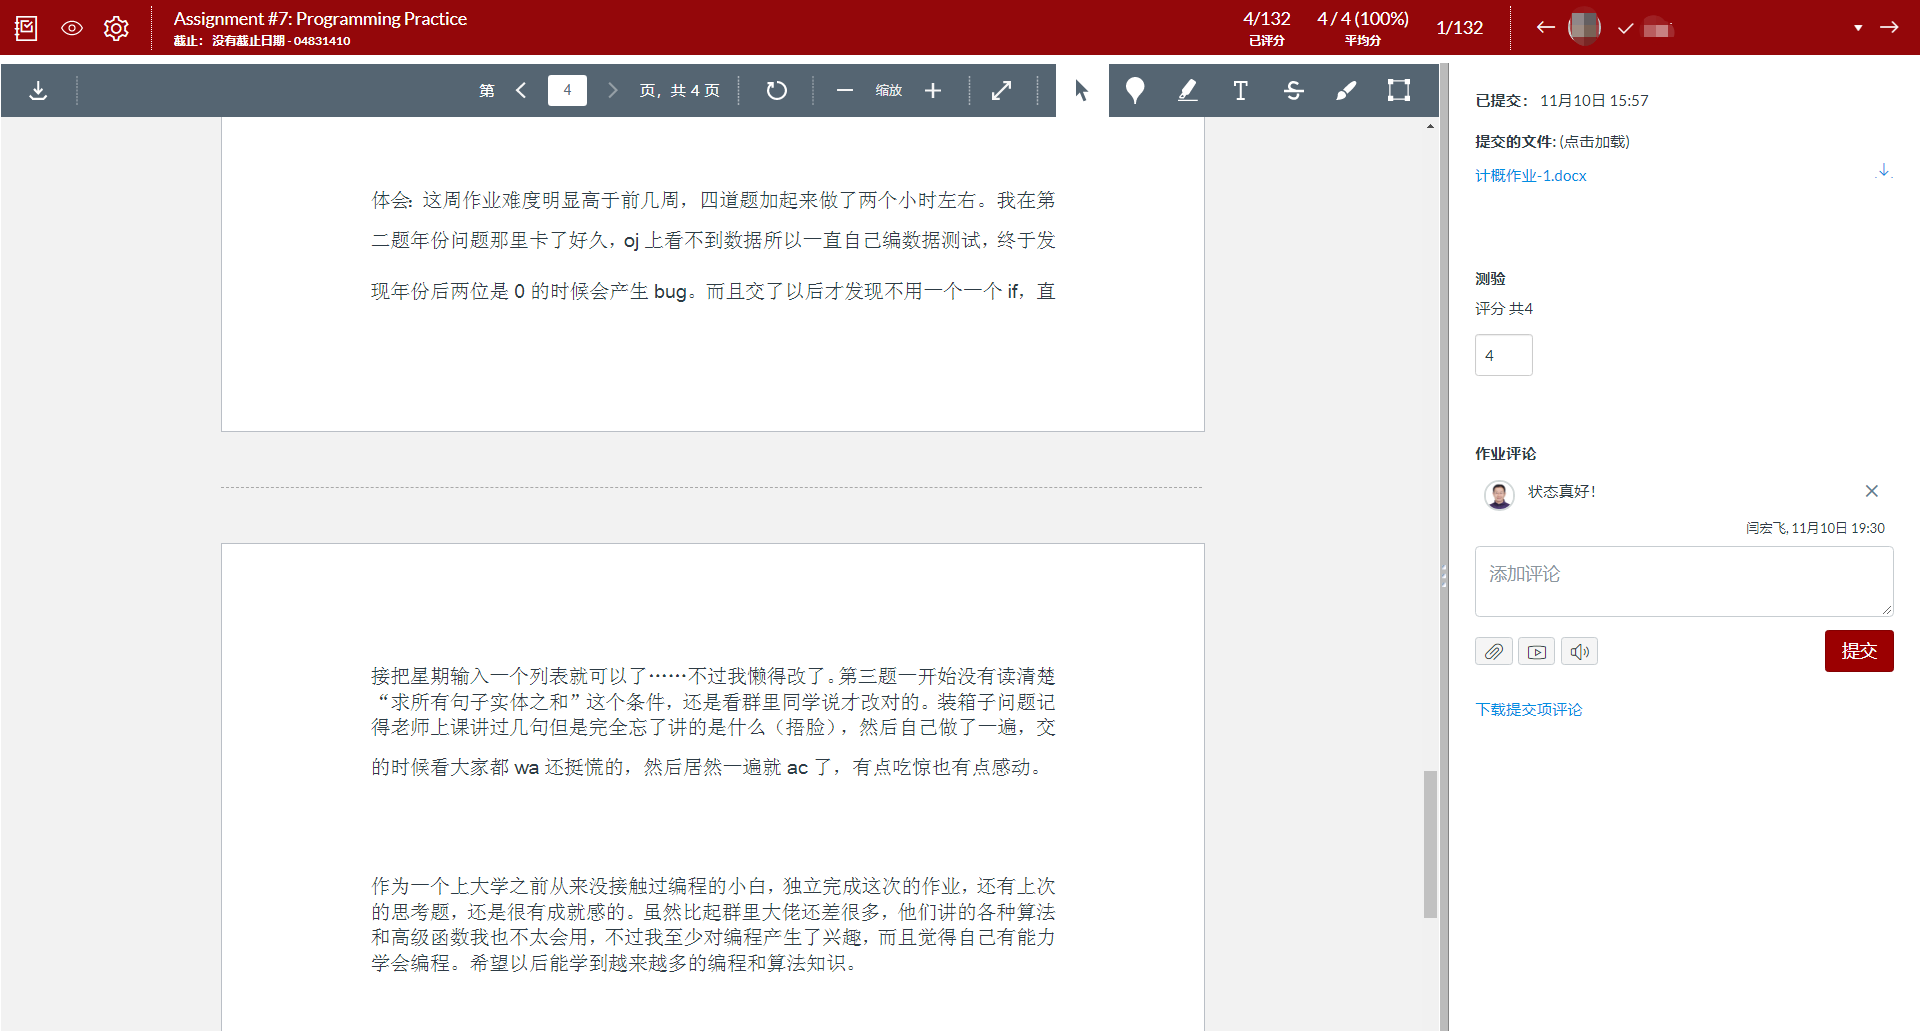 Assignment #7: Programming Practice
截止： 没有截止日期 - 04831410
4/132
已评分
4 / 4 (100%)
平均分
1/132
第
4
页，共 4 页
缩放
体会：这周作业难度明显高于前几周，四道题加起来做了两个小时左右。我在第
二题年份问题那里卡了好久，oj 上看不到数据所以一直自己编数据测试，终于发
现年份后两位是 0 的时候会产生 bug。而且交了以后才发现不用一个一个 if，直
接把星期输入一个列表就可以了……不过我懒得改了。第三题一开始没有读清楚
“求所有句子实体之和”这个条件，还是看群里同学说才改对的。装箱子问题记
得老师上课讲过几句但是完全忘了讲的是什么（捂脸），然后自己做了一遍，交
的时候看大家都 wa 还挺慌的，然后居然一遍就 ac 了，有点吃惊也有点感动。
作为一个上大学之前从来没接触过编程的小白，独立完成这次的作业，还有上次
的思考题，还是很有成就感的。虽然比起群里大佬还差很多，他们讲的各种算法
和高级函数我也不太会用，不过我至少对编程产生了兴趣，而且觉得自己有能力
学会编程。希望以后能学到越来越多的编程和算法知识。
已提交： 11月10日 15:57
提交的文件: (点击加载)
计概作业-1.docx
测验
评分 共4
4
作业评论
状态真好！
闫宏飞, 11月10日 19:30
添加评论
提交
下载提交项评论